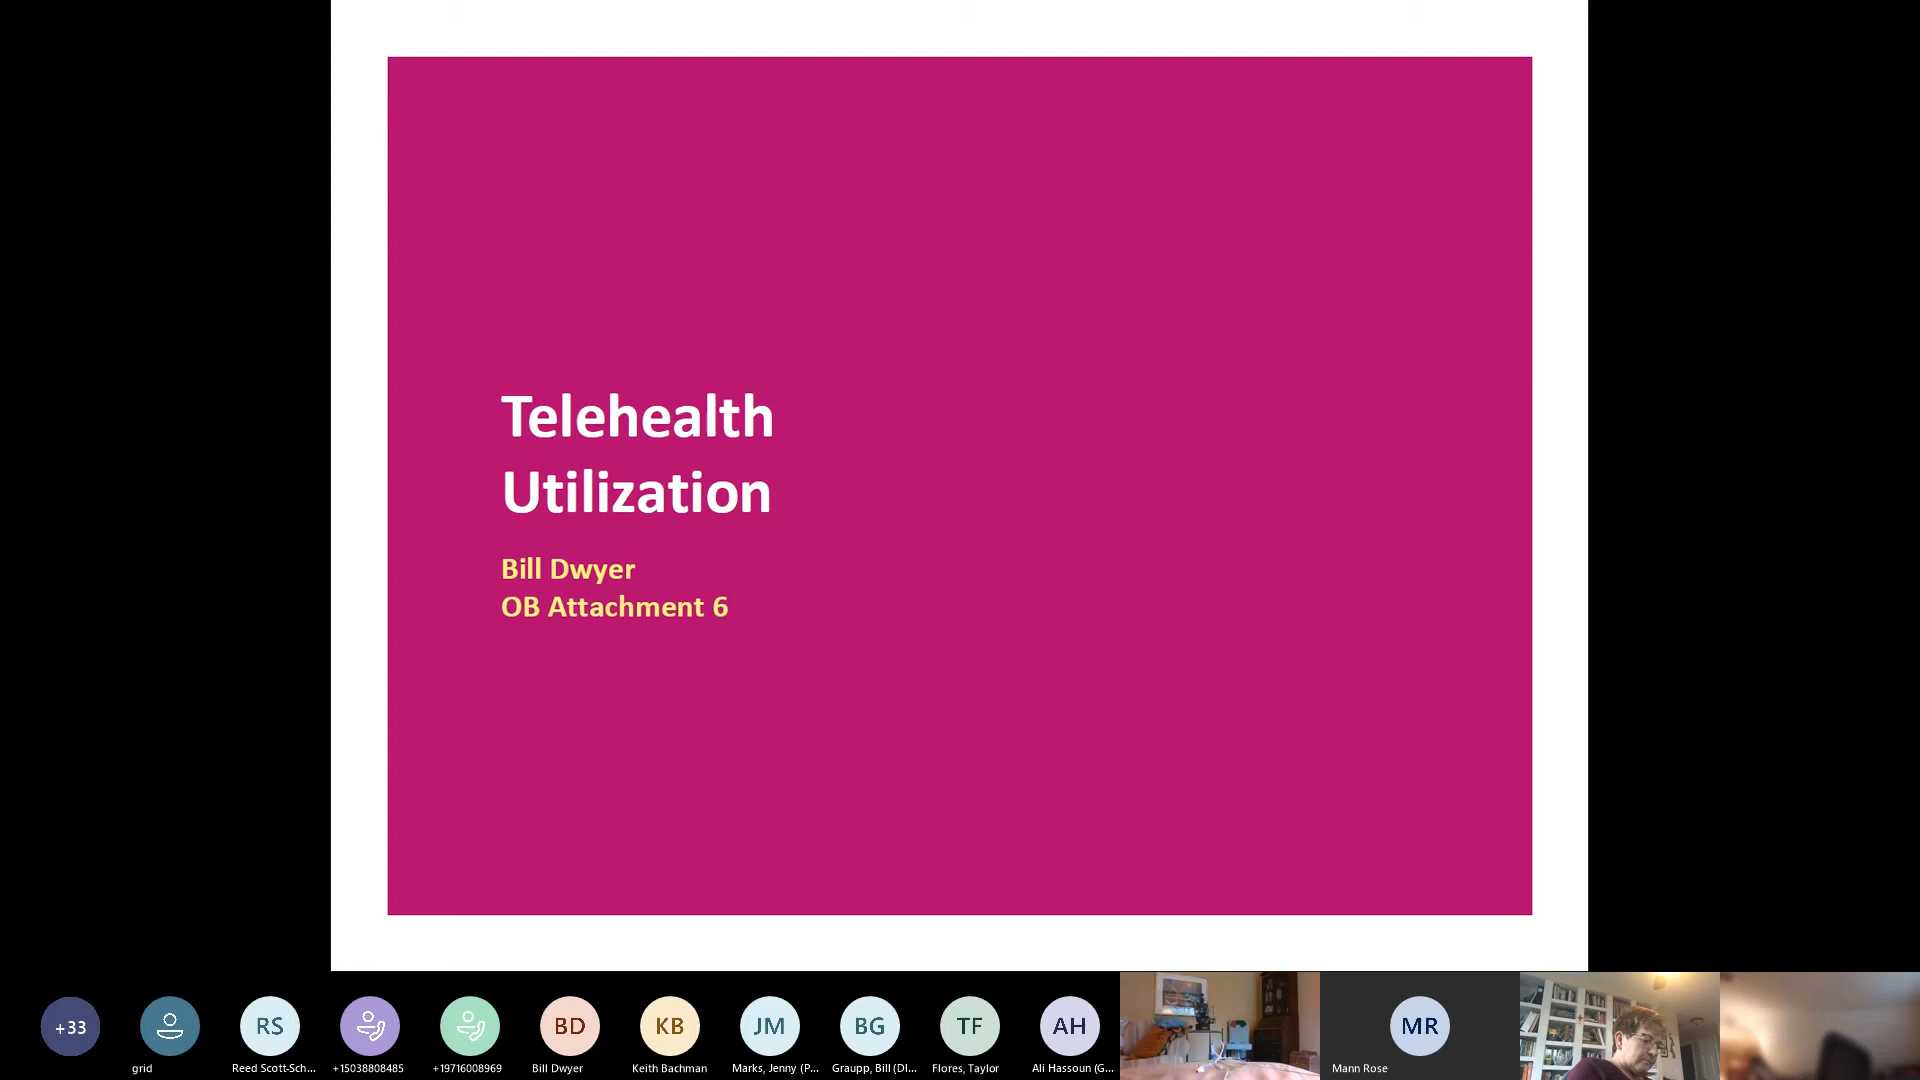 Telehealth
Utilization
Bill Dwyer
OB Attachment 6
+33
RS
BD
KB
JM
BG
TF
AH
MR
grid
Reed Scott-Sch...
+15038808485
+19716008969
Bill Dwyer
Keith Bachman
Marks, Jenny (P...
Graupp, Bill (DI...
Flores, Taylor
Ali Hassoun (G...
Mann Rose